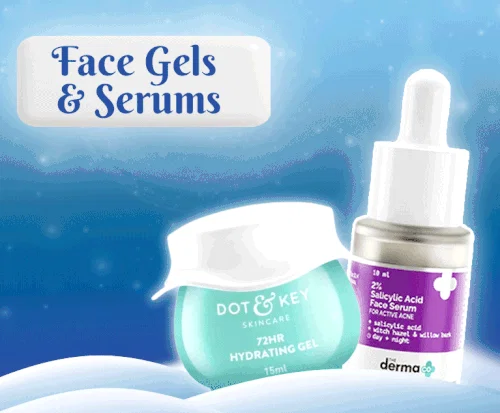 Face Gels
& Serums
DOT & KEY
SKINCARE
72HR
HYDRATING GEL
15ml
10 ml
2%
Salicylic Acid
Face Serum
FOR ACTIVE ACNE
+ salicylic acid
+ witch hazel & willow bark
day + night
THE
derma
co